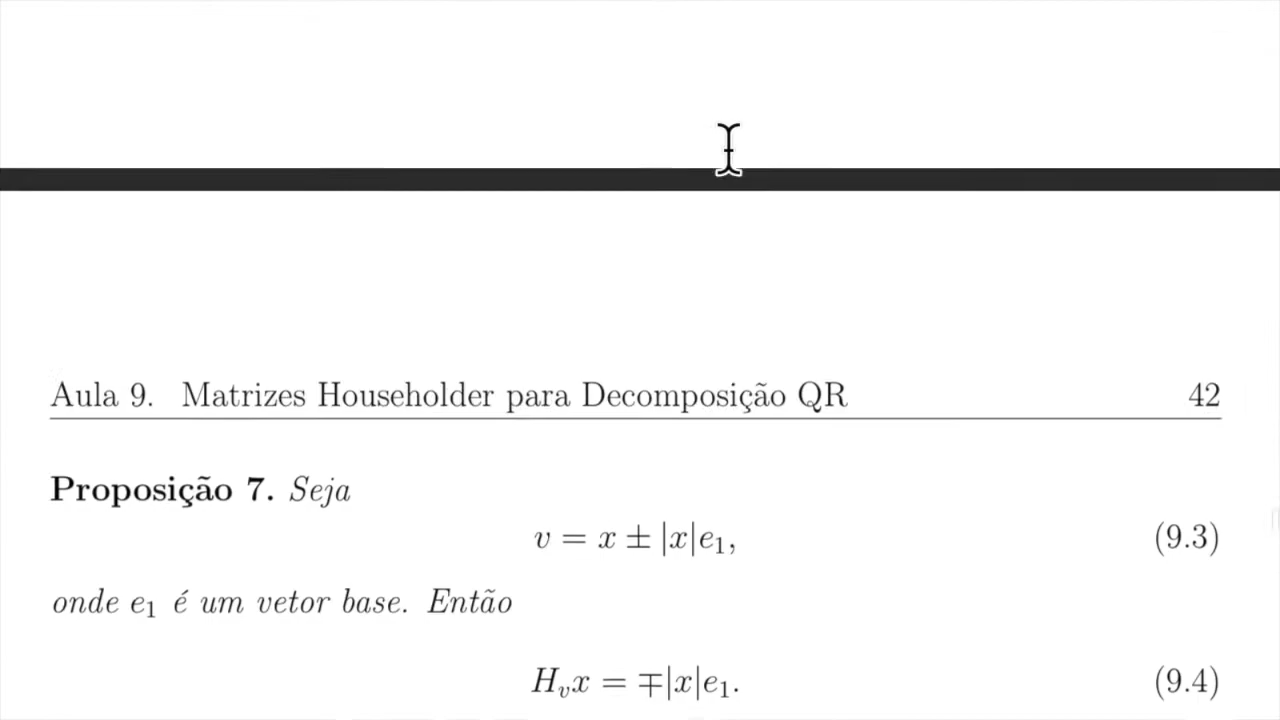 Aula 9. Matrizes Householder para Decomposição QR 42
Proposição 7. Seja
v = x ± |x|e₁, (9.3)
onde e₁ é um vetor base. Então
Hᵥx = ∓|x|e₁. (9.4)